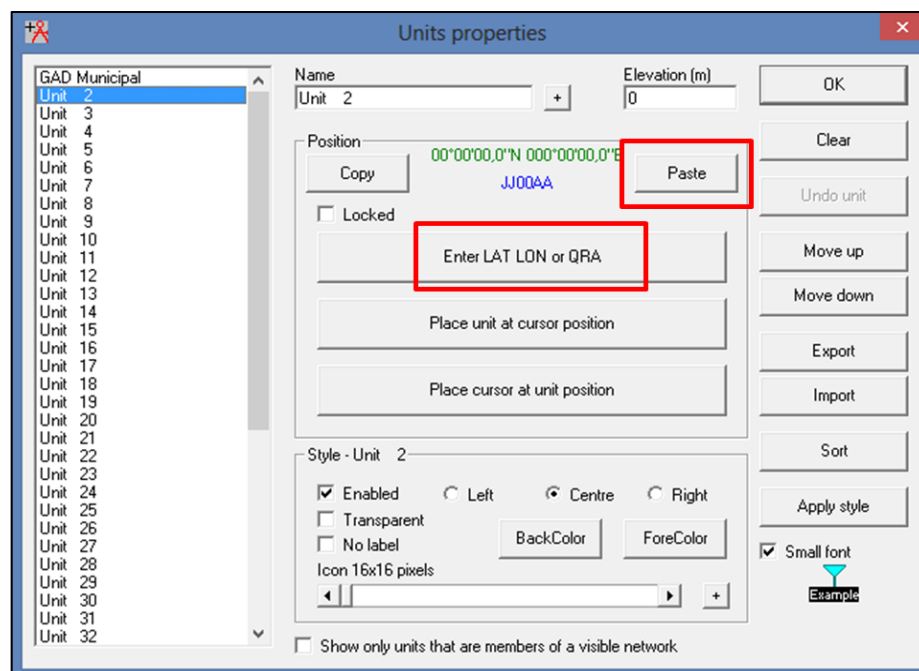 Units properties
GAD Municipal
Unit 2
Unit 3
Unit 4
Unit 5
Unit 6
Unit 7
Unit 8
Unit 9
Unit 10
Unit 11
Unit 12
Unit 13
Unit 14
Unit 15
Unit 16
Unit 17
Unit 18
Unit 19
Unit 20
Unit 21
Unit 22
Unit 23
Unit 24
Unit 25
Unit 26
Unit 27
Unit 28
Unit 29
Unit 30
Unit 31
Unit 32
Name
Unit 2
+
Elevation (m)
0
Position
Copy
00°00'00,0"N 000°00'00,0"E
JJ00AA
Paste
Locked
Enter LAT LON or QRA
Place unit at cursor position
Place cursor at unit position
Style - Unit 2
Enabled
Left
Centre
Right
Transparent
No label
BackColor
ForeColor
Icon 16x16 pixels
+
Show only units that are members of a visible network
OK
Clear
Undo unit
Move up
Move down
Export
Import
Sort
Apply style
Small font
Example